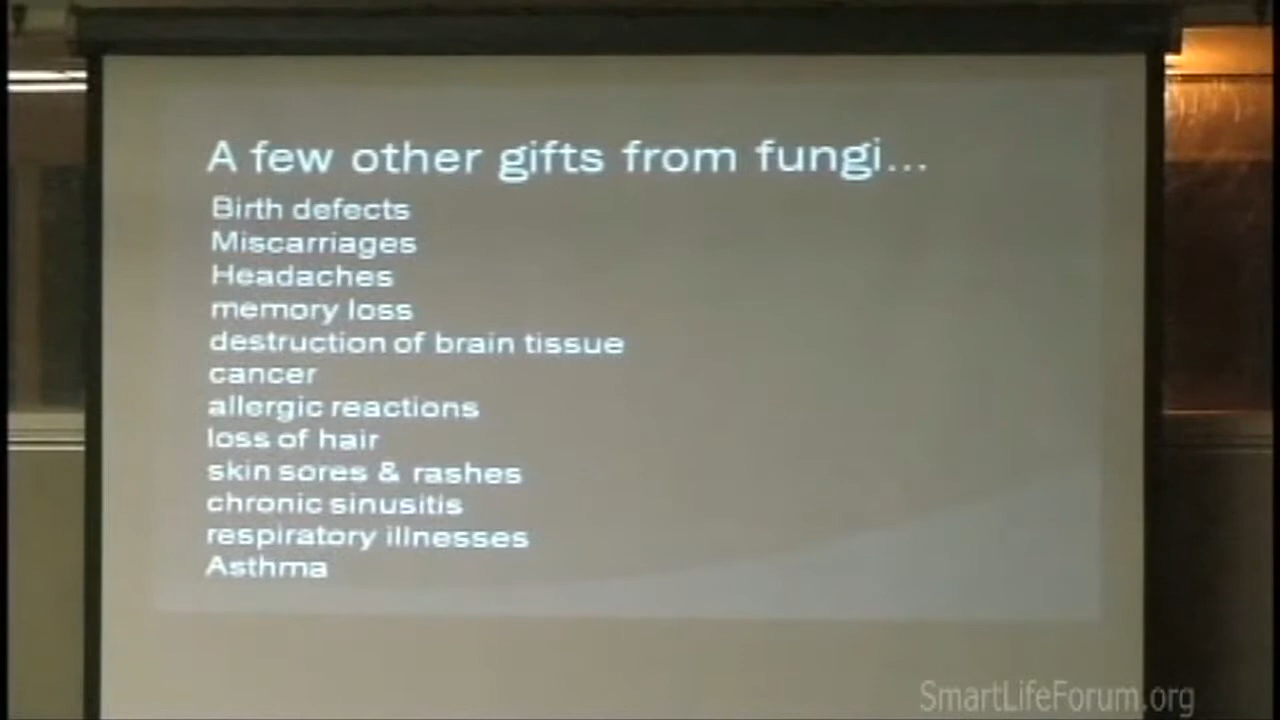 A few other gifts from fungi...
Birth defects
Miscarriages
Headaches
memory loss
destruction of brain tissue
cancer
allergic reactions
loss of hair
skin sores & rashes
chronic sinusitis
respiratory illnesses
Asthma
SmartLifeForum.org